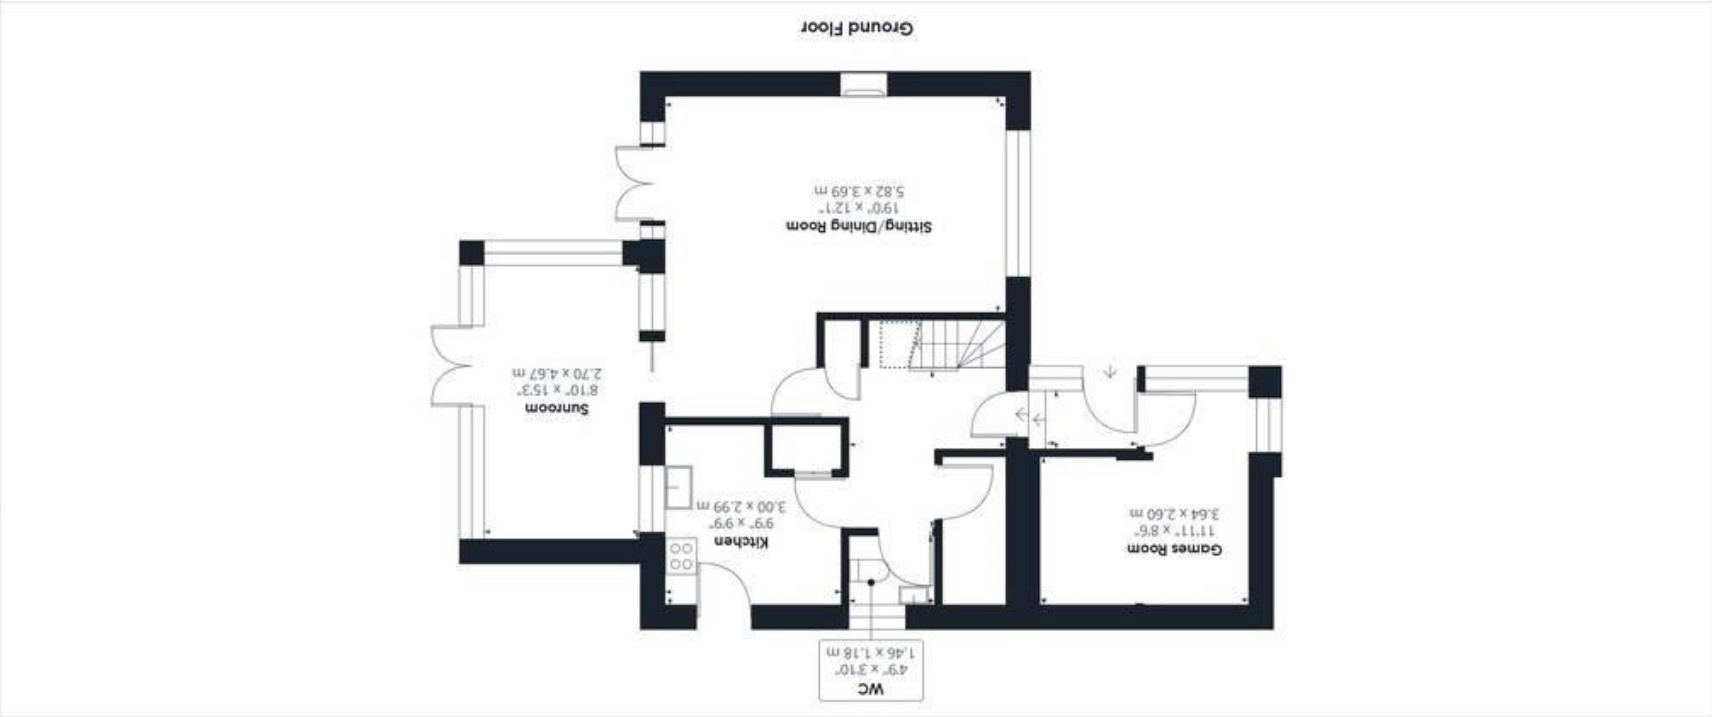 WC
4'9" x 3'10"
1.46 x 1.18 m
Games Room
11'11" x 8'6"
3.64 x 2.60 m
Kitchen
9'9" x 9'9"
3.00 x 2.99 m
Sunroom
8'10" x 15'3"
2.70 x 4.67 m
Sitting/Dining Room
19'0" x 12'1"
5.82 x 3.69 m
Ground Floor